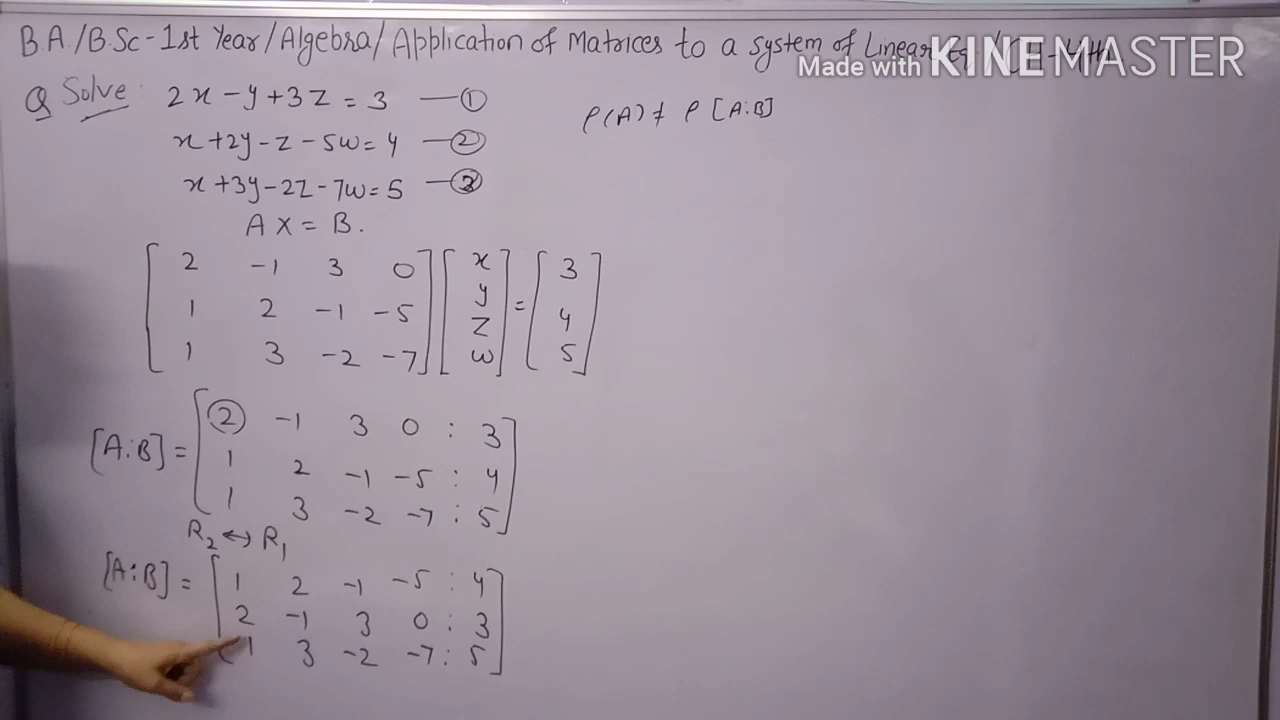 B.A./B.Sc-1st Year/Algebra/Application of Matrices to a system of Linear
Made with KINEMASTER
Q Solve: 2x-y+3z=3 —①
x+2y-z-5w=4 —②
x+3y-2z-7w=5 —③
ρ(A) ≠ ρ[A:B]
AX=B.
[2 -1 3 0] [x] = [3]
[1 2 -1 -5] [y] [4]
[1 3 -2 -7] [z] [5]
[w]
[A:B] = [② -1 3 0 : 3]
[1 2 -1 -5 : 4]
[1 3 -2 -7 : 5]
R₂↔R₁
[A:B] = [1 2 -1 -5 : 4]
[2 -1 3 0 : 3]
[1 3 -2 -7 : 5]